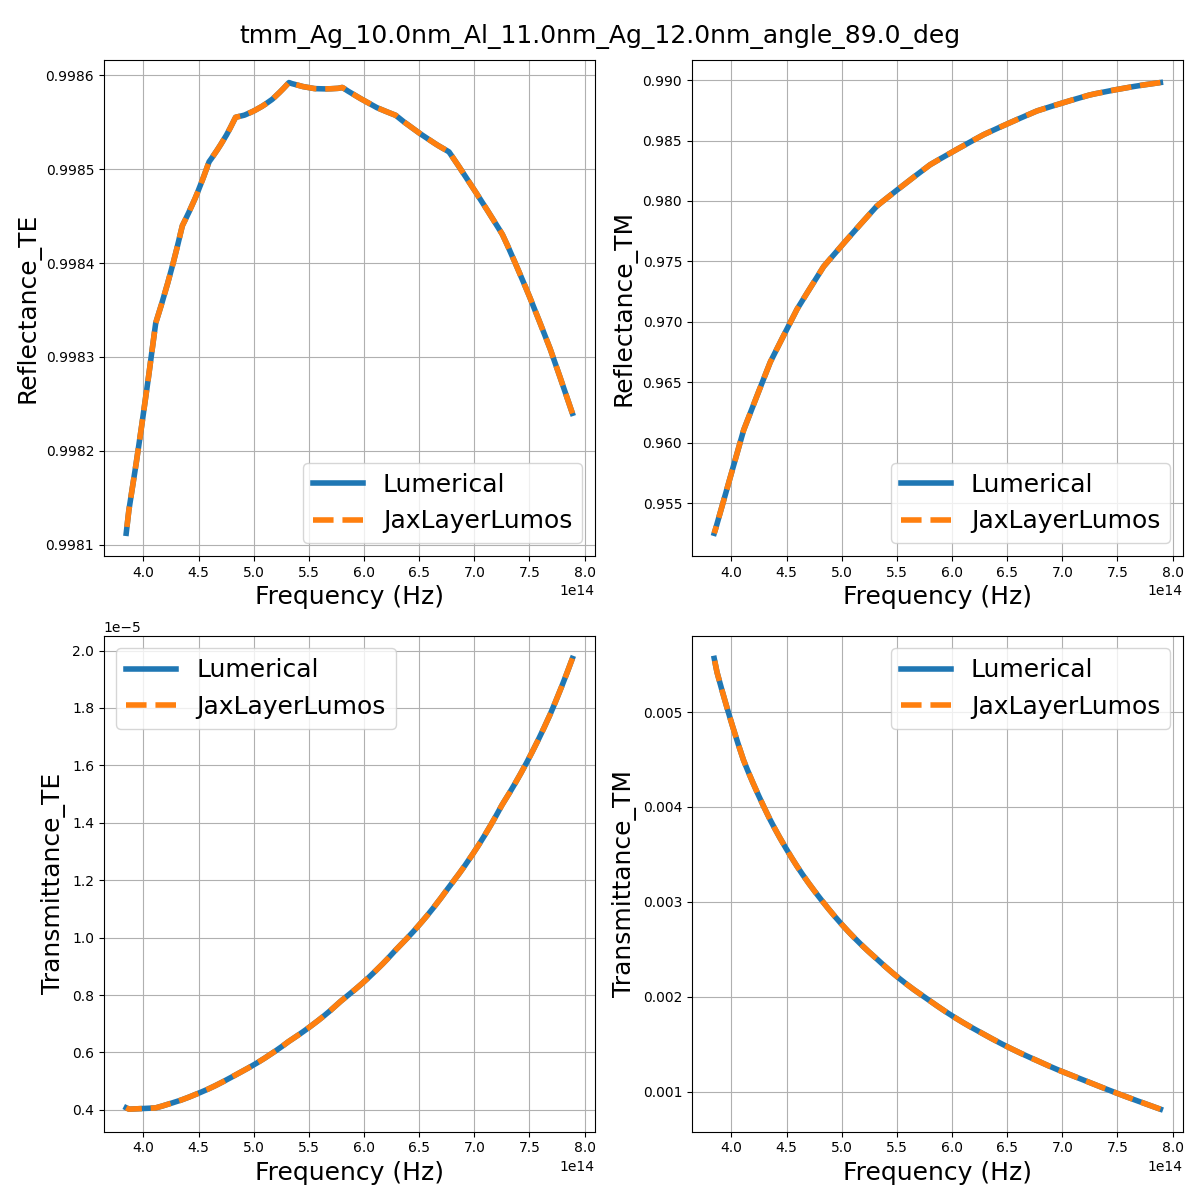 tmm_Ag_10.0nm_Al_11.0nm_Ag_12.0nm_angle_89.0_deg
Reflectance_TE
0.9986
0.9985
0.9984
0.9983
0.9982
0.9981
Lumerical
JaxLayerLumos
4.0 4.5 5.0 5.5 6.0 6.5 7.0 7.5 8.0
1e14
Frequency (Hz)
Reflectance_TM
0.990
0.985
0.980
0.975
0.970
0.965
0.960
0.955
Lumerical
JaxLayerLumos
4.0 4.5 5.0 5.5 6.0 6.5 7.0 7.5 8.0
1e14
Frequency (Hz)
1e−5
Transmittance_TE
2.0
1.8
1.6
1.4
1.2
1.0
0.8
0.6
0.4
Lumerical
JaxLayerLumos
4.0 4.5 5.0 5.5 6.0 6.5 7.0 7.5 8.0
1e14
Frequency (Hz)
Transmittance_TM
0.005
0.004
0.003
0.002
0.001
Lumerical
JaxLayerLumos
4.0 4.5 5.0 5.5 6.0 6.5 7.0 7.5 8.0
1e14
Frequency (Hz)